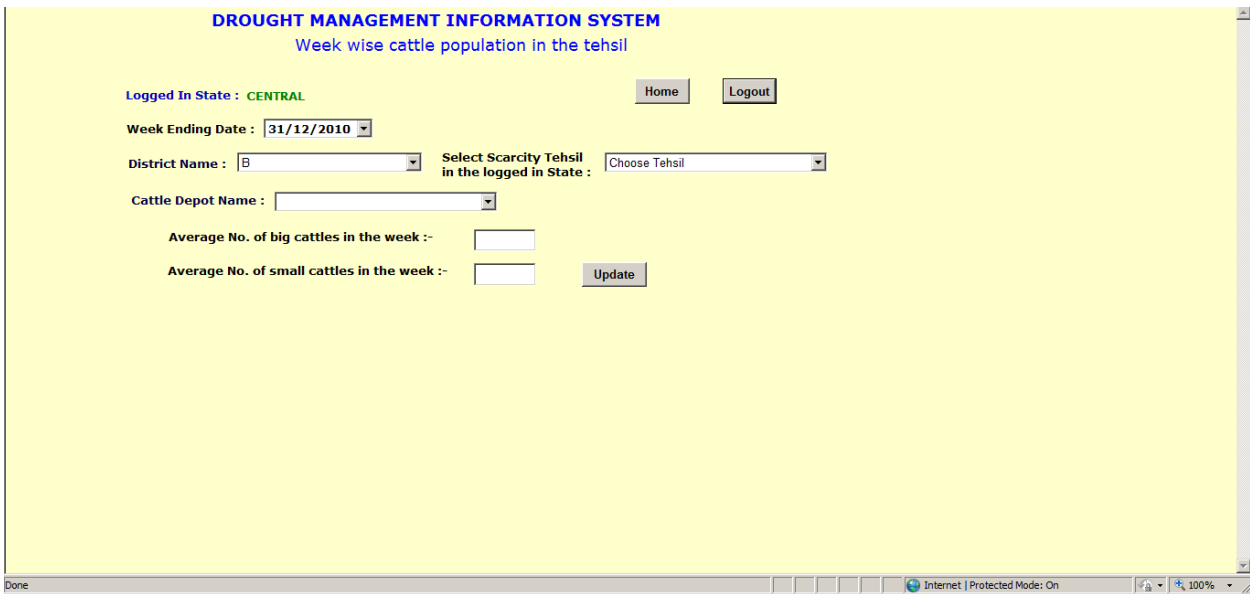 DROUGHT MANAGEMENT INFORMATION SYSTEM
Week wise cattle population in the tehsil
Logged In State : CENTRAL Home Logout
Week Ending Date : 31/12/2010
District Name : B Select Scarcity Tehsil
in the logged in State : Choose Tehsil
Cattle Depot Name :
Average No. of big cattles in the week :-
Average No. of small cattles in the week :- Update
Done Internet | Protected Mode: On 100%